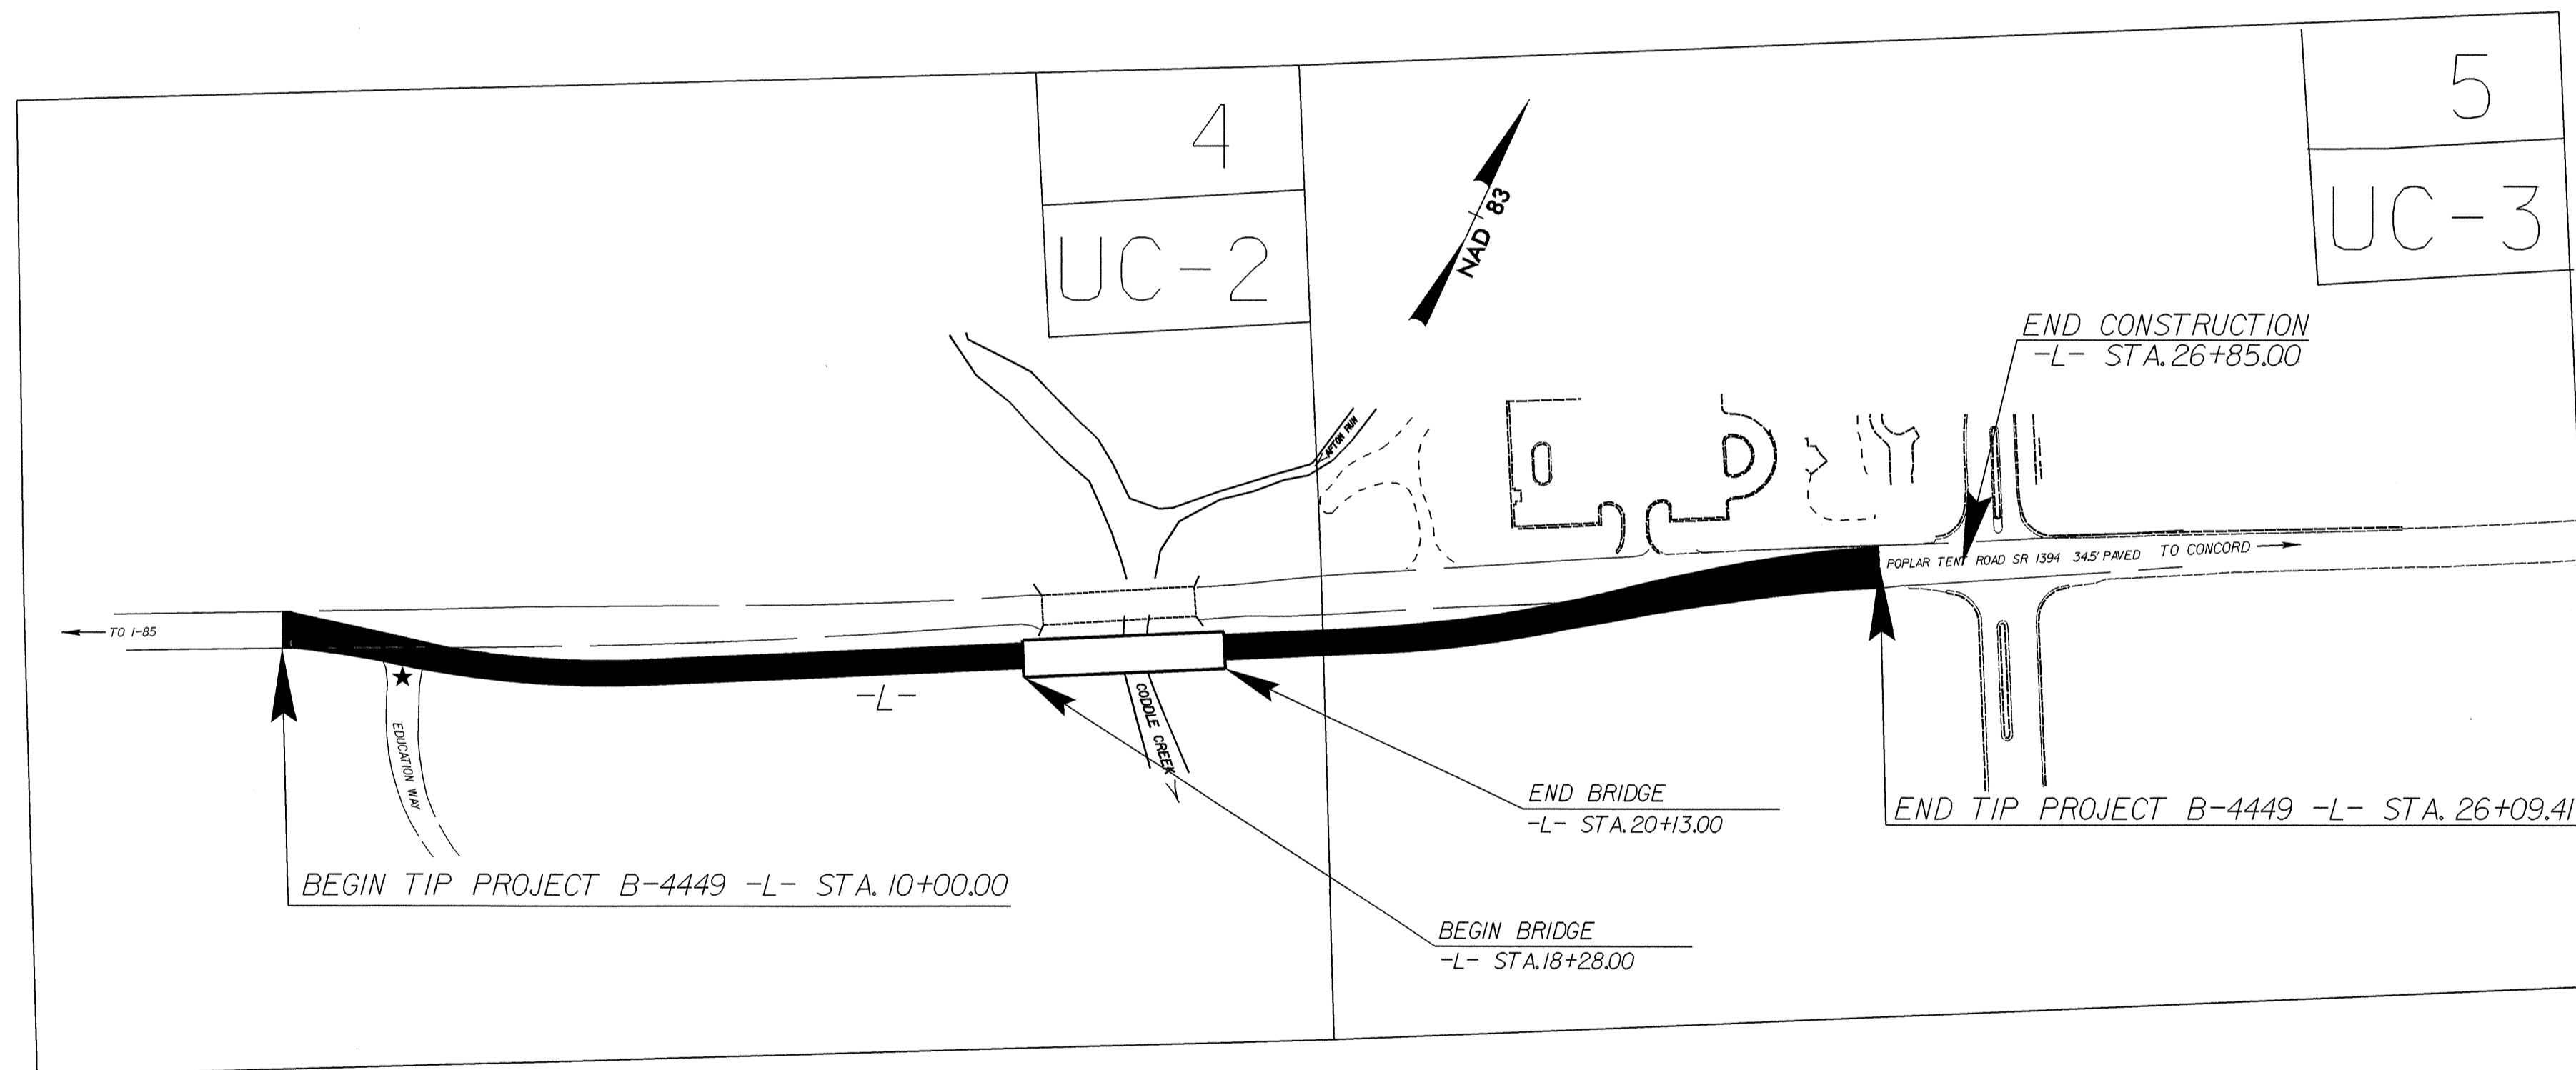 4
UC-2
5
UC-3
NAD 83
END CONSTRUCTION
-L- STA. 26+85.00
AFTON RUN
POPLAR TENT ROAD SR 1394 34.5' PAVED TO CONCORD
TO I-85
-L-
EDUCATION WAY
CODDLE CREEK
END BRIDGE
-L- STA. 20+13.00
END TIP PROJECT B-4449 -L- STA. 26+09.41
BEGIN TIP PROJECT B-4449 -L- STA. 10+00.00
BEGIN BRIDGE
-L- STA. 18+28.00